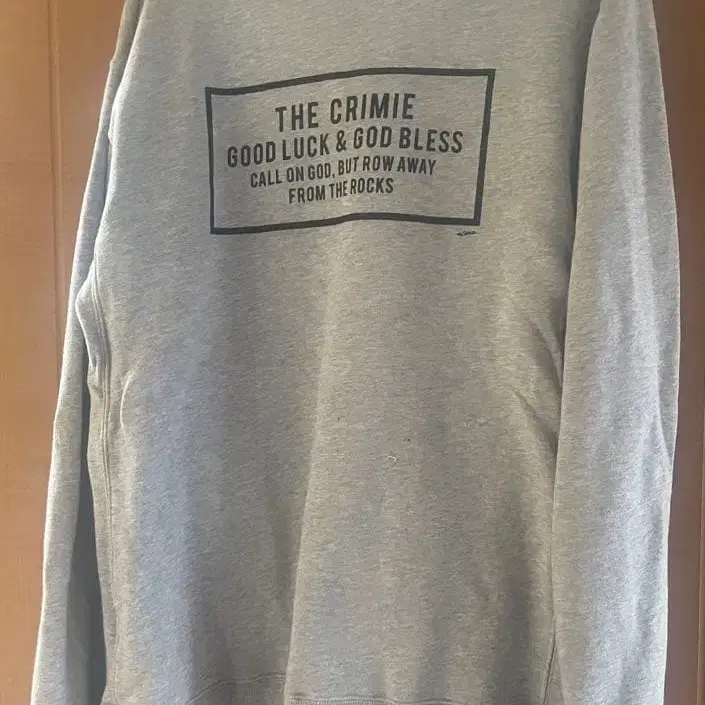 THE CRIMIE
GOOD LUCK & GOD BLESS
CALL ON GOD, BUT ROW AWAY
FROM THE ROCKS